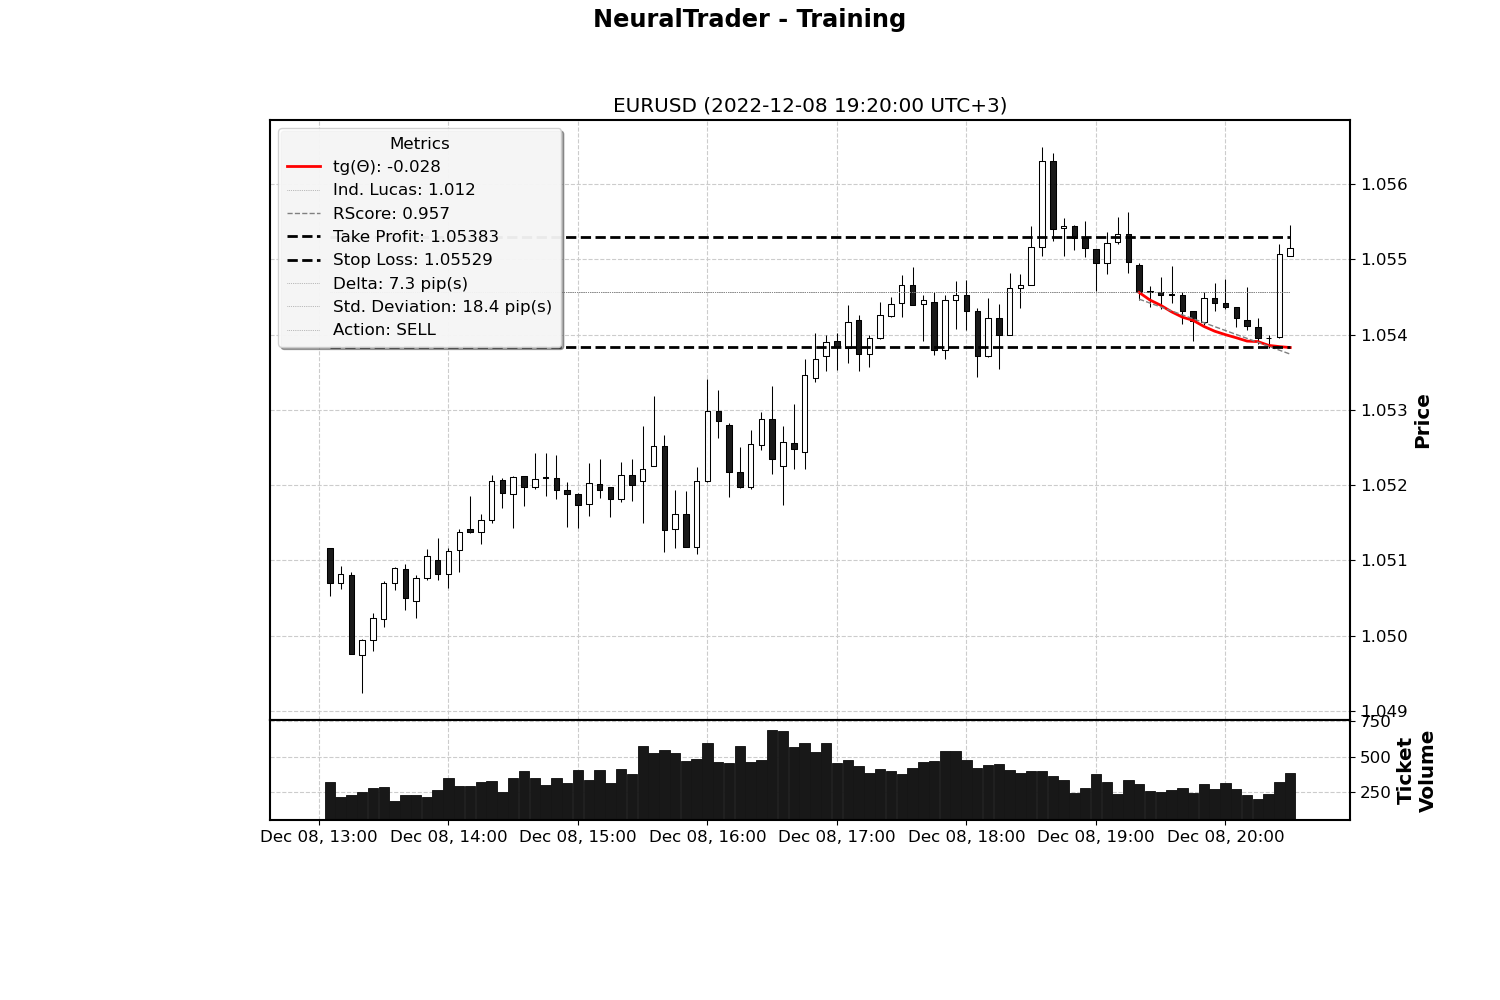 NeuralTrader - Training
EURUSD (2022-12-08 19:20:00 UTC+3)
Metrics
tg(Θ): -0.028
Ind. Lucas: 1.012
RScore: 0.957
Take Profit: 1.05383
Stop Loss: 1.05529
Delta: 7.3 pip(s)
Std. Deviation: 18.4 pip(s)
Action: SELL
1.056
1.055
1.054
1.053
1.052
1.051
1.050
1.049
Price
750
500
250
Ticket
Volume
Dec 08, 13:00 Dec 08, 14:00 Dec 08, 15:00 Dec 08, 16:00 Dec 08, 17:00 Dec 08, 18:00 Dec 08, 19:00 Dec 08, 20:00